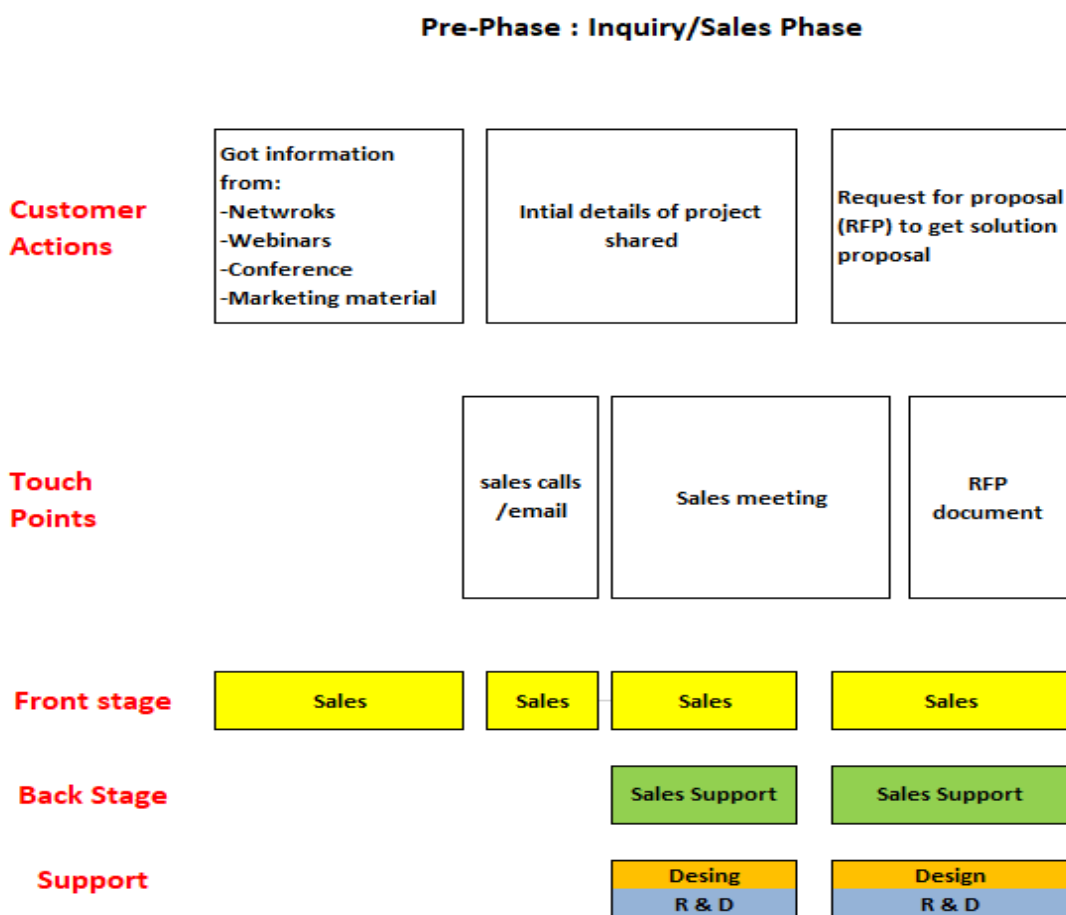 Pre-Phase : Inquiry/Sales Phase
Customer
Actions
Got information
from:
-Netwroks
-Webinars
-Conference
-Marketing material
Intial details of project
shared
Request for proposal
(RFP) to get solution
proposal
Touch
Points
sales calls
/email
Sales meeting
RFP
document
Front stage
Sales
Sales
Sales
Sales
Back Stage
Sales Support
Sales Support
Support
Desing
R & D
Design
R & D